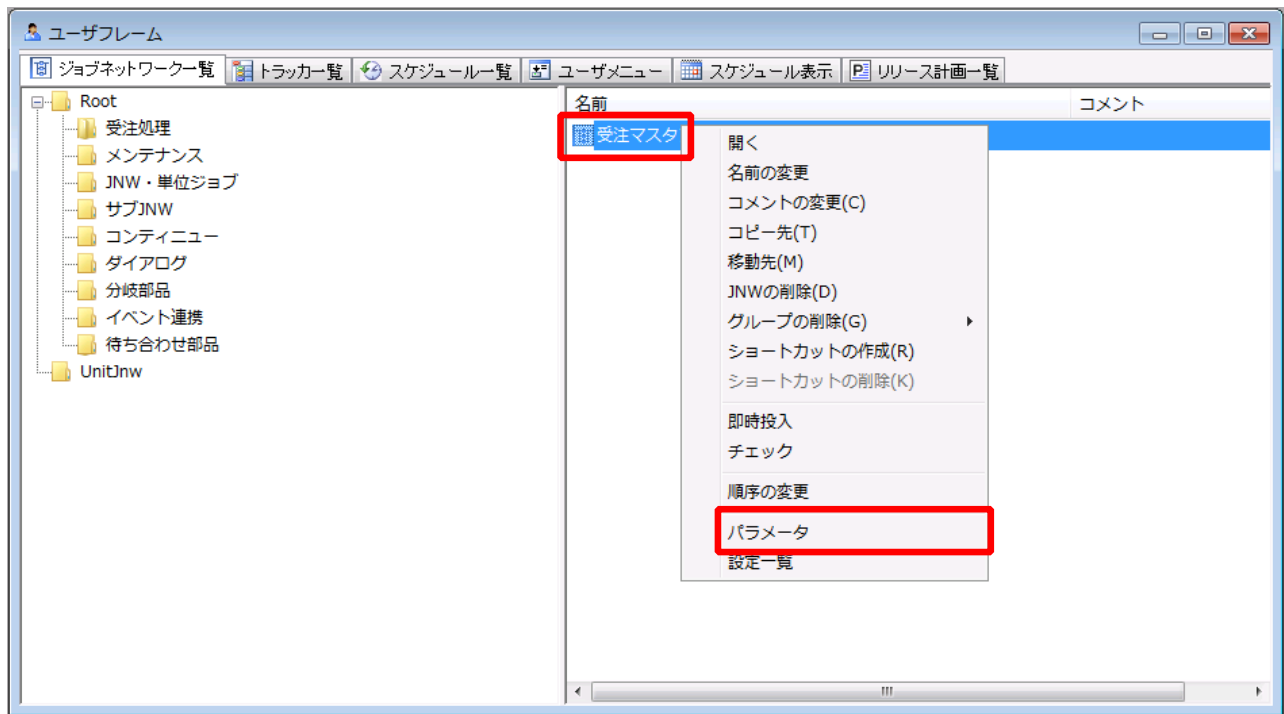 ユーザフレーム
ジョブネットワーク一覧 トラッカ一覧 スケジュール一覧 ユーザメニュー スケジュール表示 リリース計画一覧
Root
受注処理
メンテナンス
JNW・単位ジョブ
サブJNW
コンティニュー
ダイアログ
分岐部品
イベント連携
待ち合わせ部品
UnitJnw
名前 コメント
受注マスタ
開く
名前の変更
コメントの変更(C)
コピー先(T)
移動先(M)
JNWの削除(D)
グループの削除(G)
ショートカットの作成(R)
ショートカットの削除(K)
即時投入
チェック
順序の変更
パラメータ
設定一覧